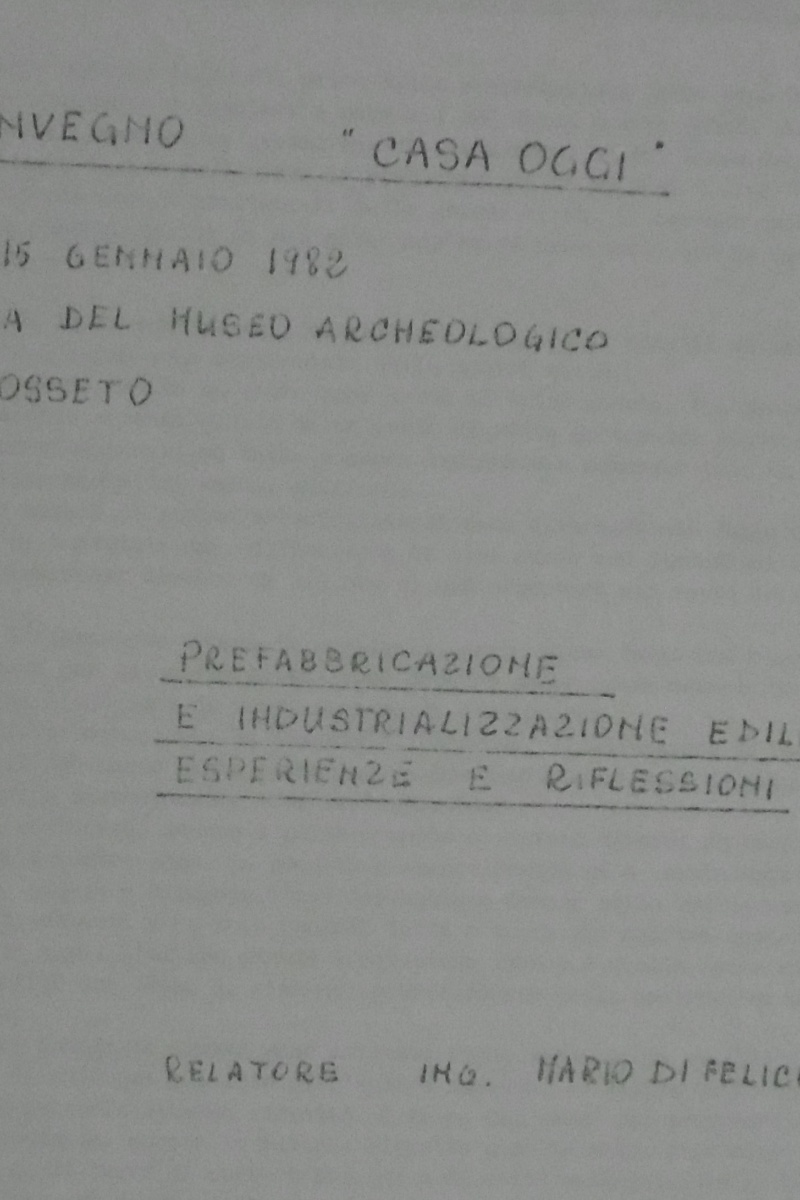 NVEGNO "CASA OGGI"
15 GENNAIO 1982
A DEL MUSEO ARCHEOLOGICO
OSSETO
PREFABBRICAZIONE
E INDUSTRIALIZZAZIONE EDIL
ESPERIENZE E RIFLESSIONI
RELATORE ING. MARIO DI FELIC